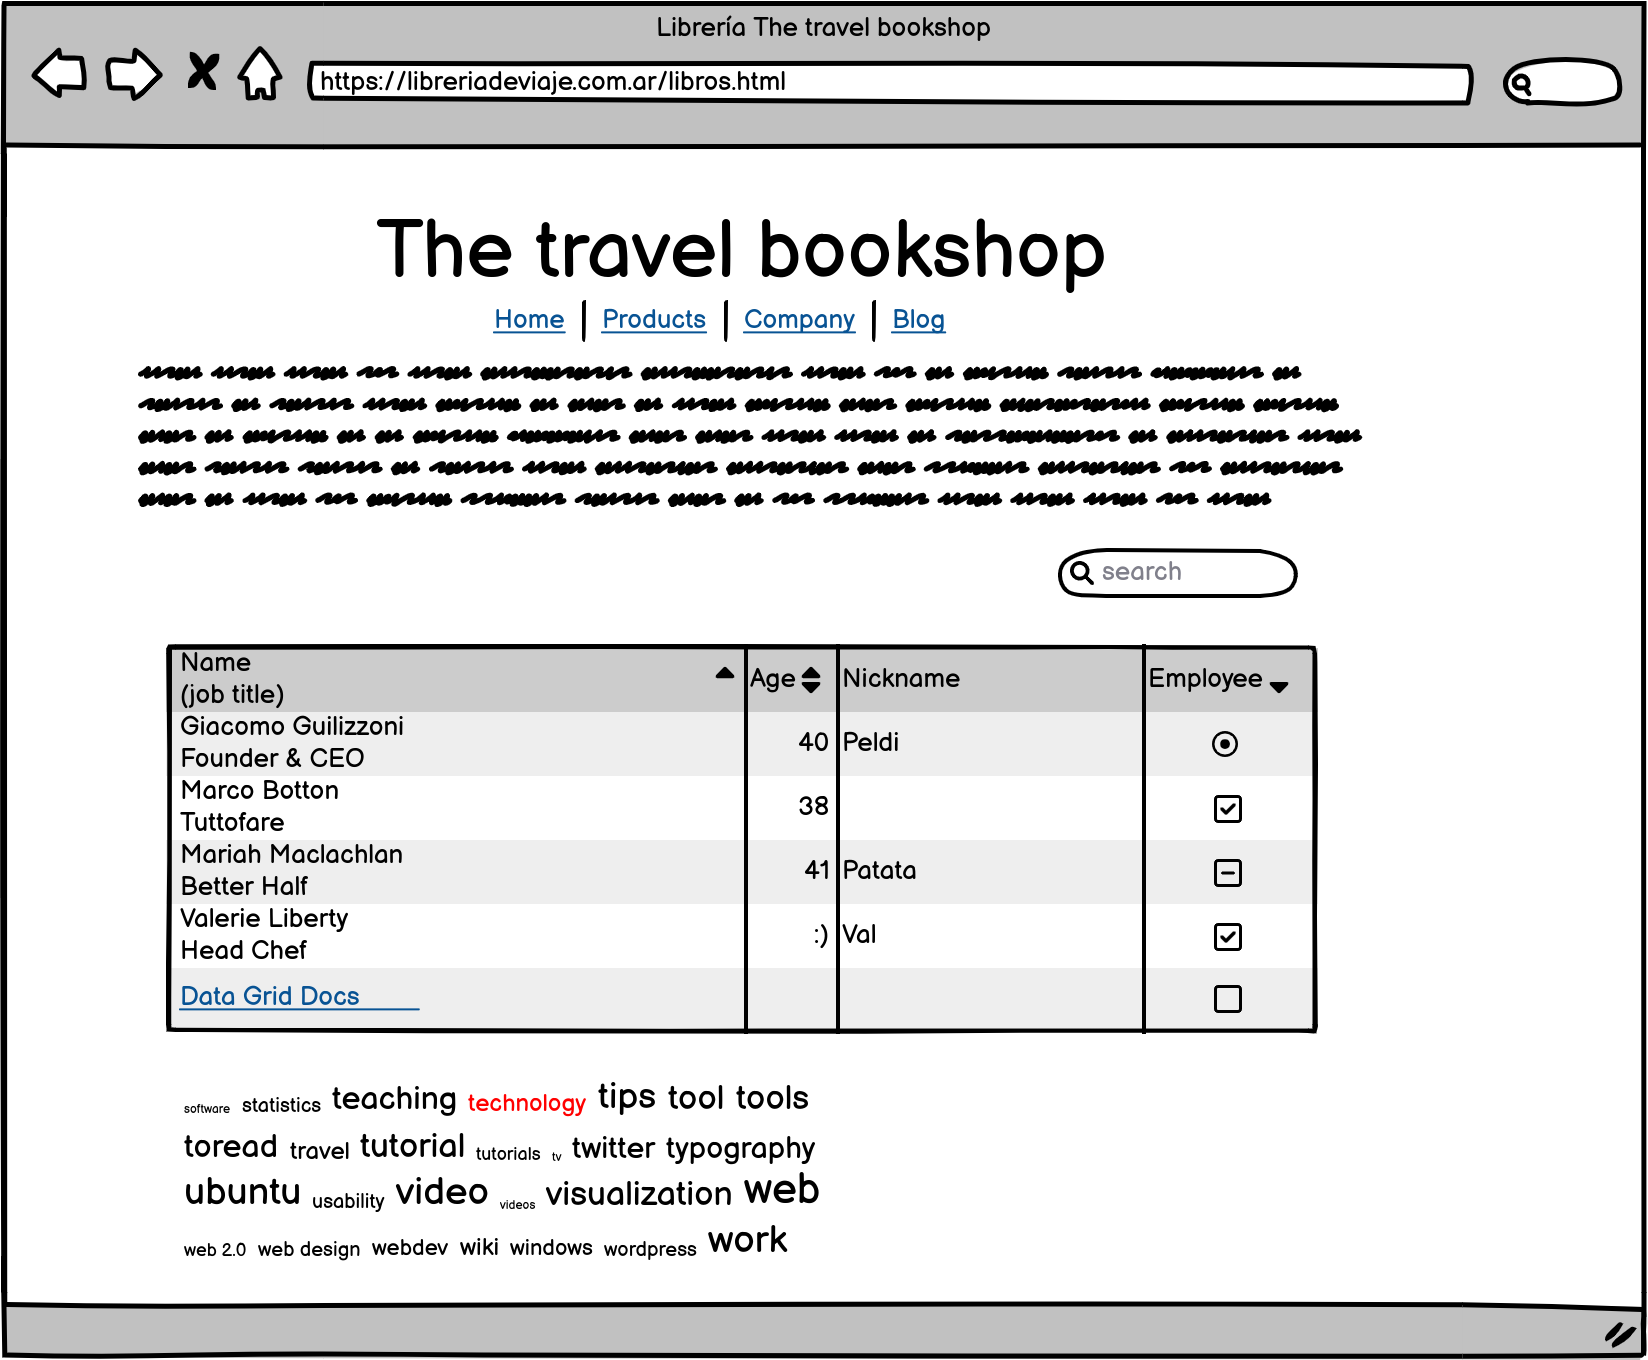 Librería The travel bookshop
https://libreriadeviaje.com.ar/libros.html
The travel bookshop
Home Products Company Blog
search
Name
(job title)
Age
Nickname
Employee
Giacomo Guilizzoni
Founder & CEO
40
Peldi
Marco Botton
Tuttofare
38
Mariah Maclachlan
Better Half
41
Patata
Valerie Liberty
Head Chef
:)
Val
Data Grid Docs
software statistics teaching technology tips tool tools
toread travel tutorial tutorials tv twitter typography
ubuntu usability video videos visualization web
web 2.0 web design webdev wiki windows wordpress work